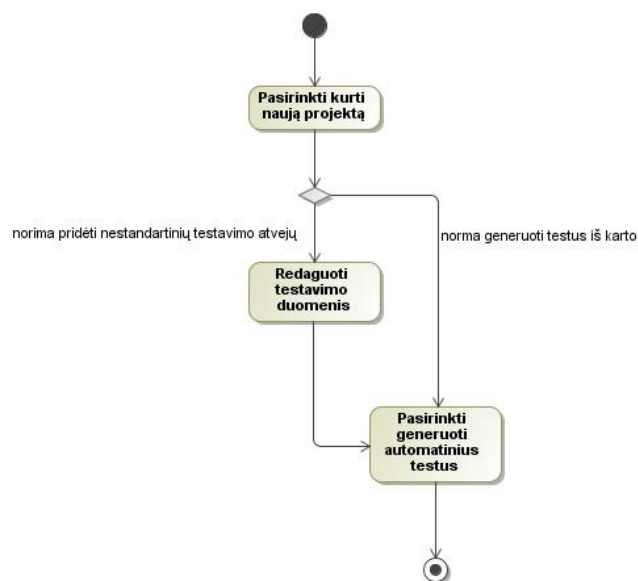 Pasirinkti kurti
naują projektą
norima pridėti nestandartinių testavimo atvejų
norma generuoti testus iš karto
Redaguoti
testavimo
duomenis
Pasirinkti
generuoti
automatinius
testus